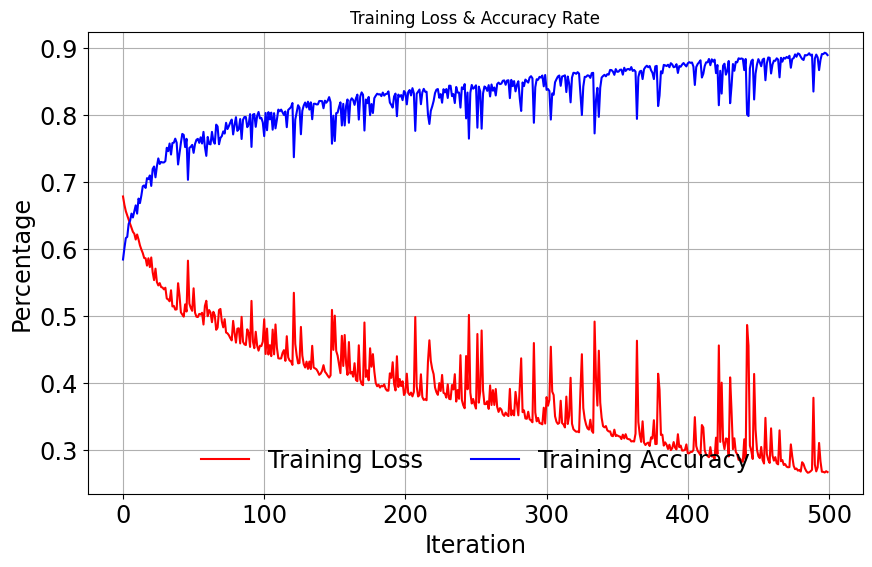 Training Loss & Accuracy Rate
Percentage
0.9
0.8
0.7
0.6
0.5
0.4
0.3
Training Loss
Training Accuracy
0 100 200 300 400 500
Iteration